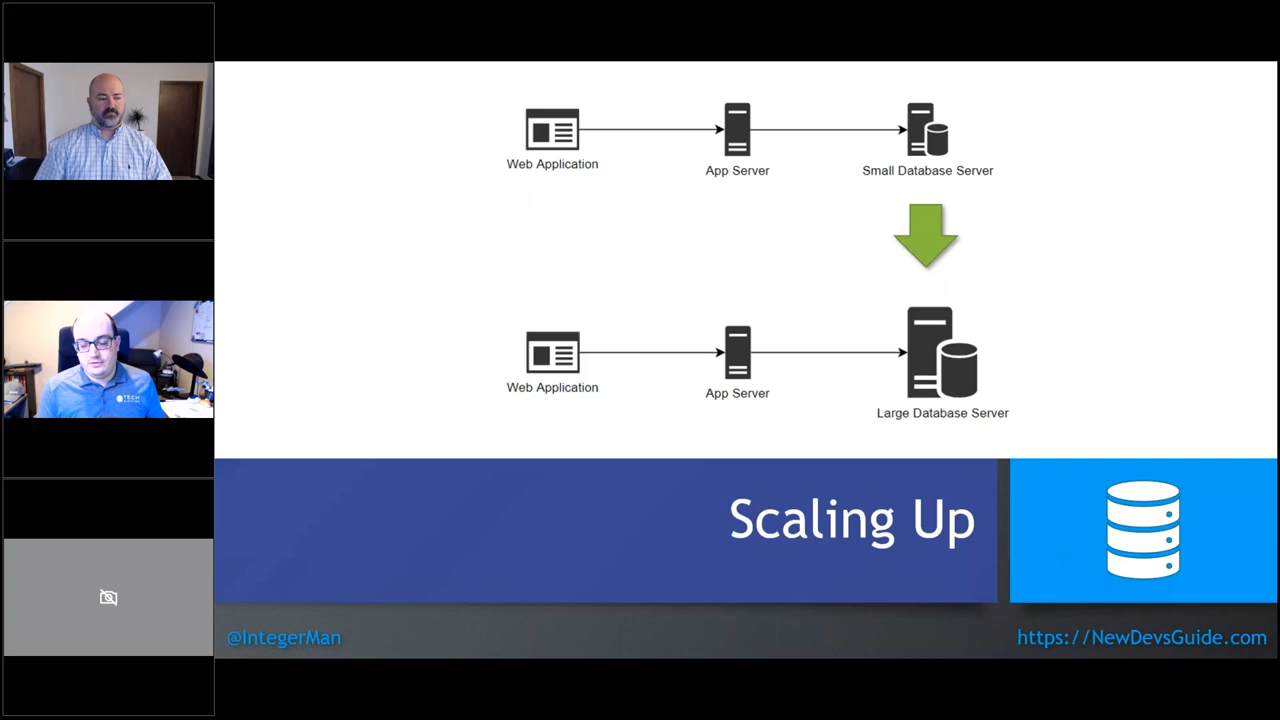 Web Application
App Server
Small Database Server
Web Application
App Server
Large Database Server
Scaling Up
@IntegerMan
https://NewDevsGuide.com
TECH